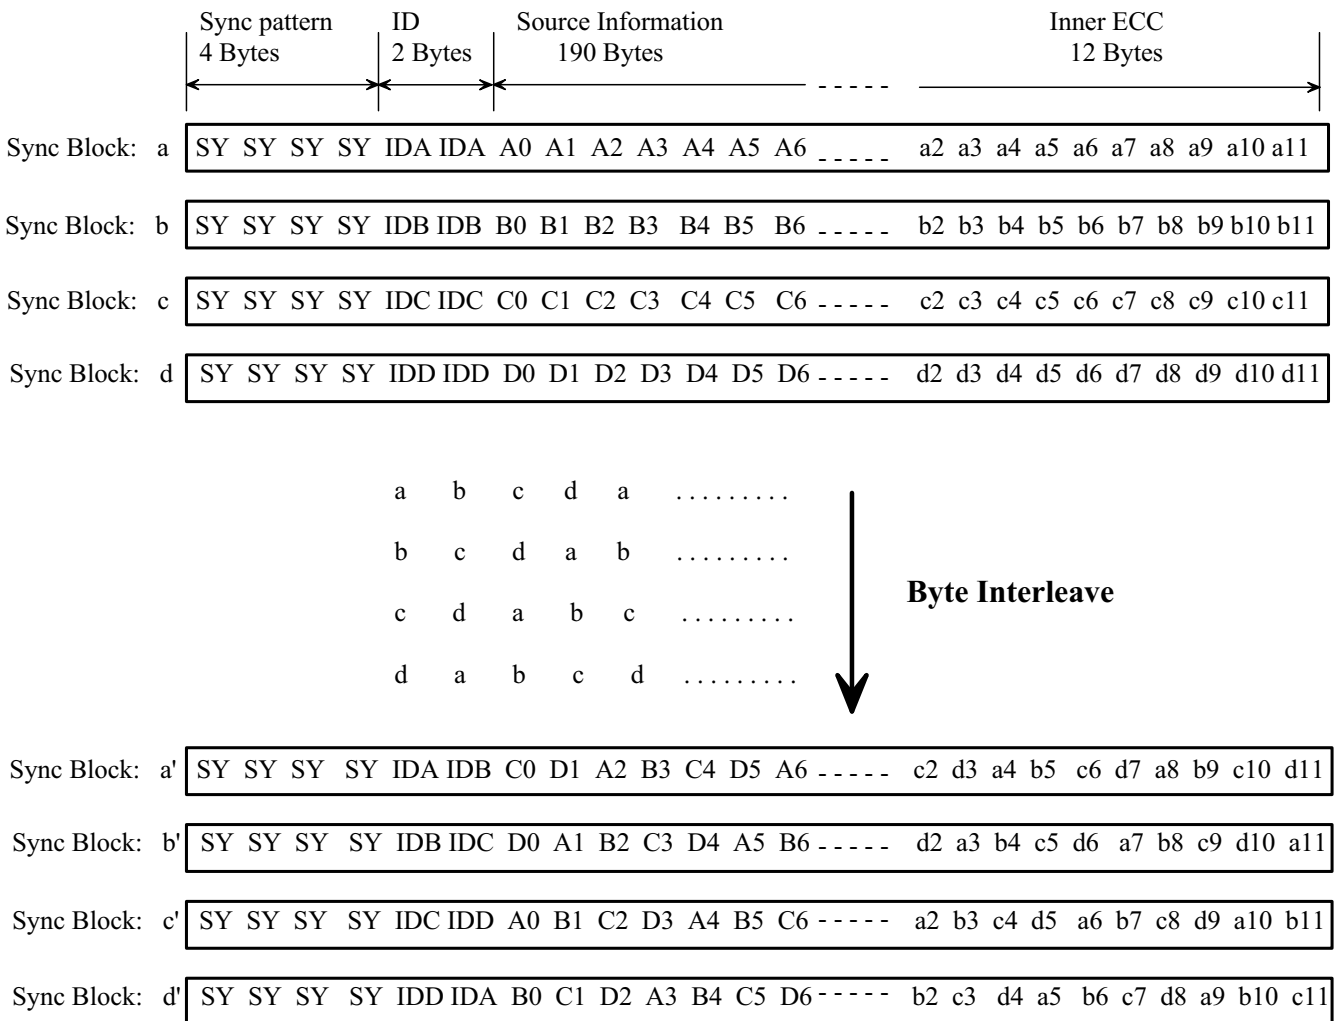 Sync pattern ID Source Information Inner ECC
4 Bytes 2 Bytes 190 Bytes 12 Bytes
- - - - -
Sync Block: a SY SY SY SY IDA IDA A0 A1 A2 A3 A4 A5 A6 - - - - - a2 a3 a4 a5 a6 a7 a8 a9 a10 a11
Sync Block: b SY SY SY SY IDB IDB B0 B1 B2 B3 B4 B5 B6 - - - - - b2 b3 b4 b5 b6 b7 b8 b9 b10 b11
Sync Block: c SY SY SY SY IDC IDC C0 C1 C2 C3 C4 C5 C6 - - - - - c2 c3 c4 c5 c6 c7 c8 c9 c10 c11
Sync Block: d SY SY SY SY IDD IDD D0 D1 D2 D3 D4 D5 D6 - - - - - d2 d3 d4 d5 d6 d7 d8 d9 d10 d11
a b c d a . . . . . . . . .
b c d a b . . . . . . . . .
Byte Interleave
c d a b c . . . . . . . . .
d a b c d . . . . . . . . .
Sync Block: a' SY SY SY SY IDA IDB C0 D1 A2 B3 C4 D5 A6 - - - - - c2 d3 a4 b5 c6 d7 a8 b9 c10 d11
Sync Block: b' SY SY SY SY IDB IDC D0 A1 B2 C3 D4 A5 B6 - - - - - d2 a3 b4 c5 d6 a7 b8 c9 d10 a11
Sync Block: c' SY SY SY SY IDC IDD A0 B1 C2 D3 A4 B5 C6 - - - - - a2 b3 c4 d5 a6 b7 c8 d9 a10 b11
Sync Block: d' SY SY SY SY IDD IDA B0 C1 D2 A3 B4 C5 D6 - - - - - b2 c3 d4 a5 b6 c7 d8 a9 b10 c11